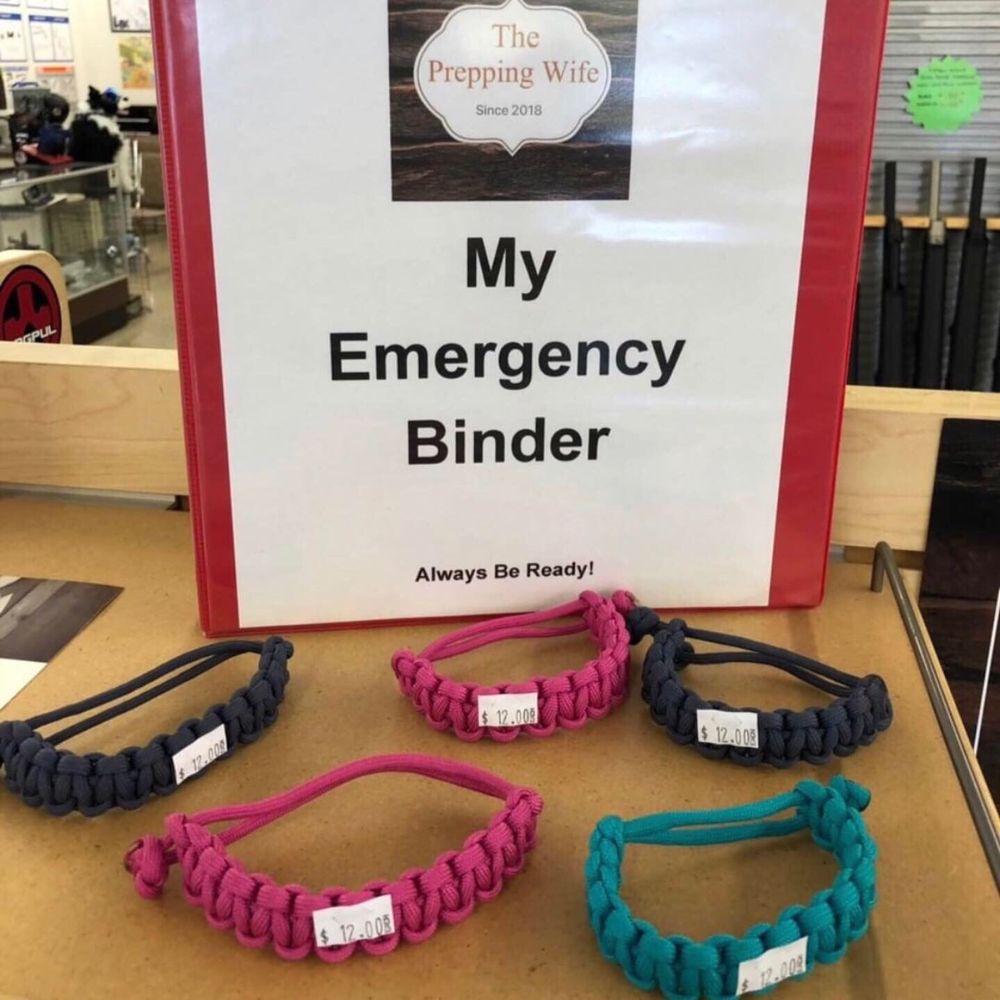 The
Prepping Wife
Since 2018
My
Emergency
Binder
Always Be Ready!
$ 12.00
$ 12.00
$ 12.00
$ 12.00
$ 12.00